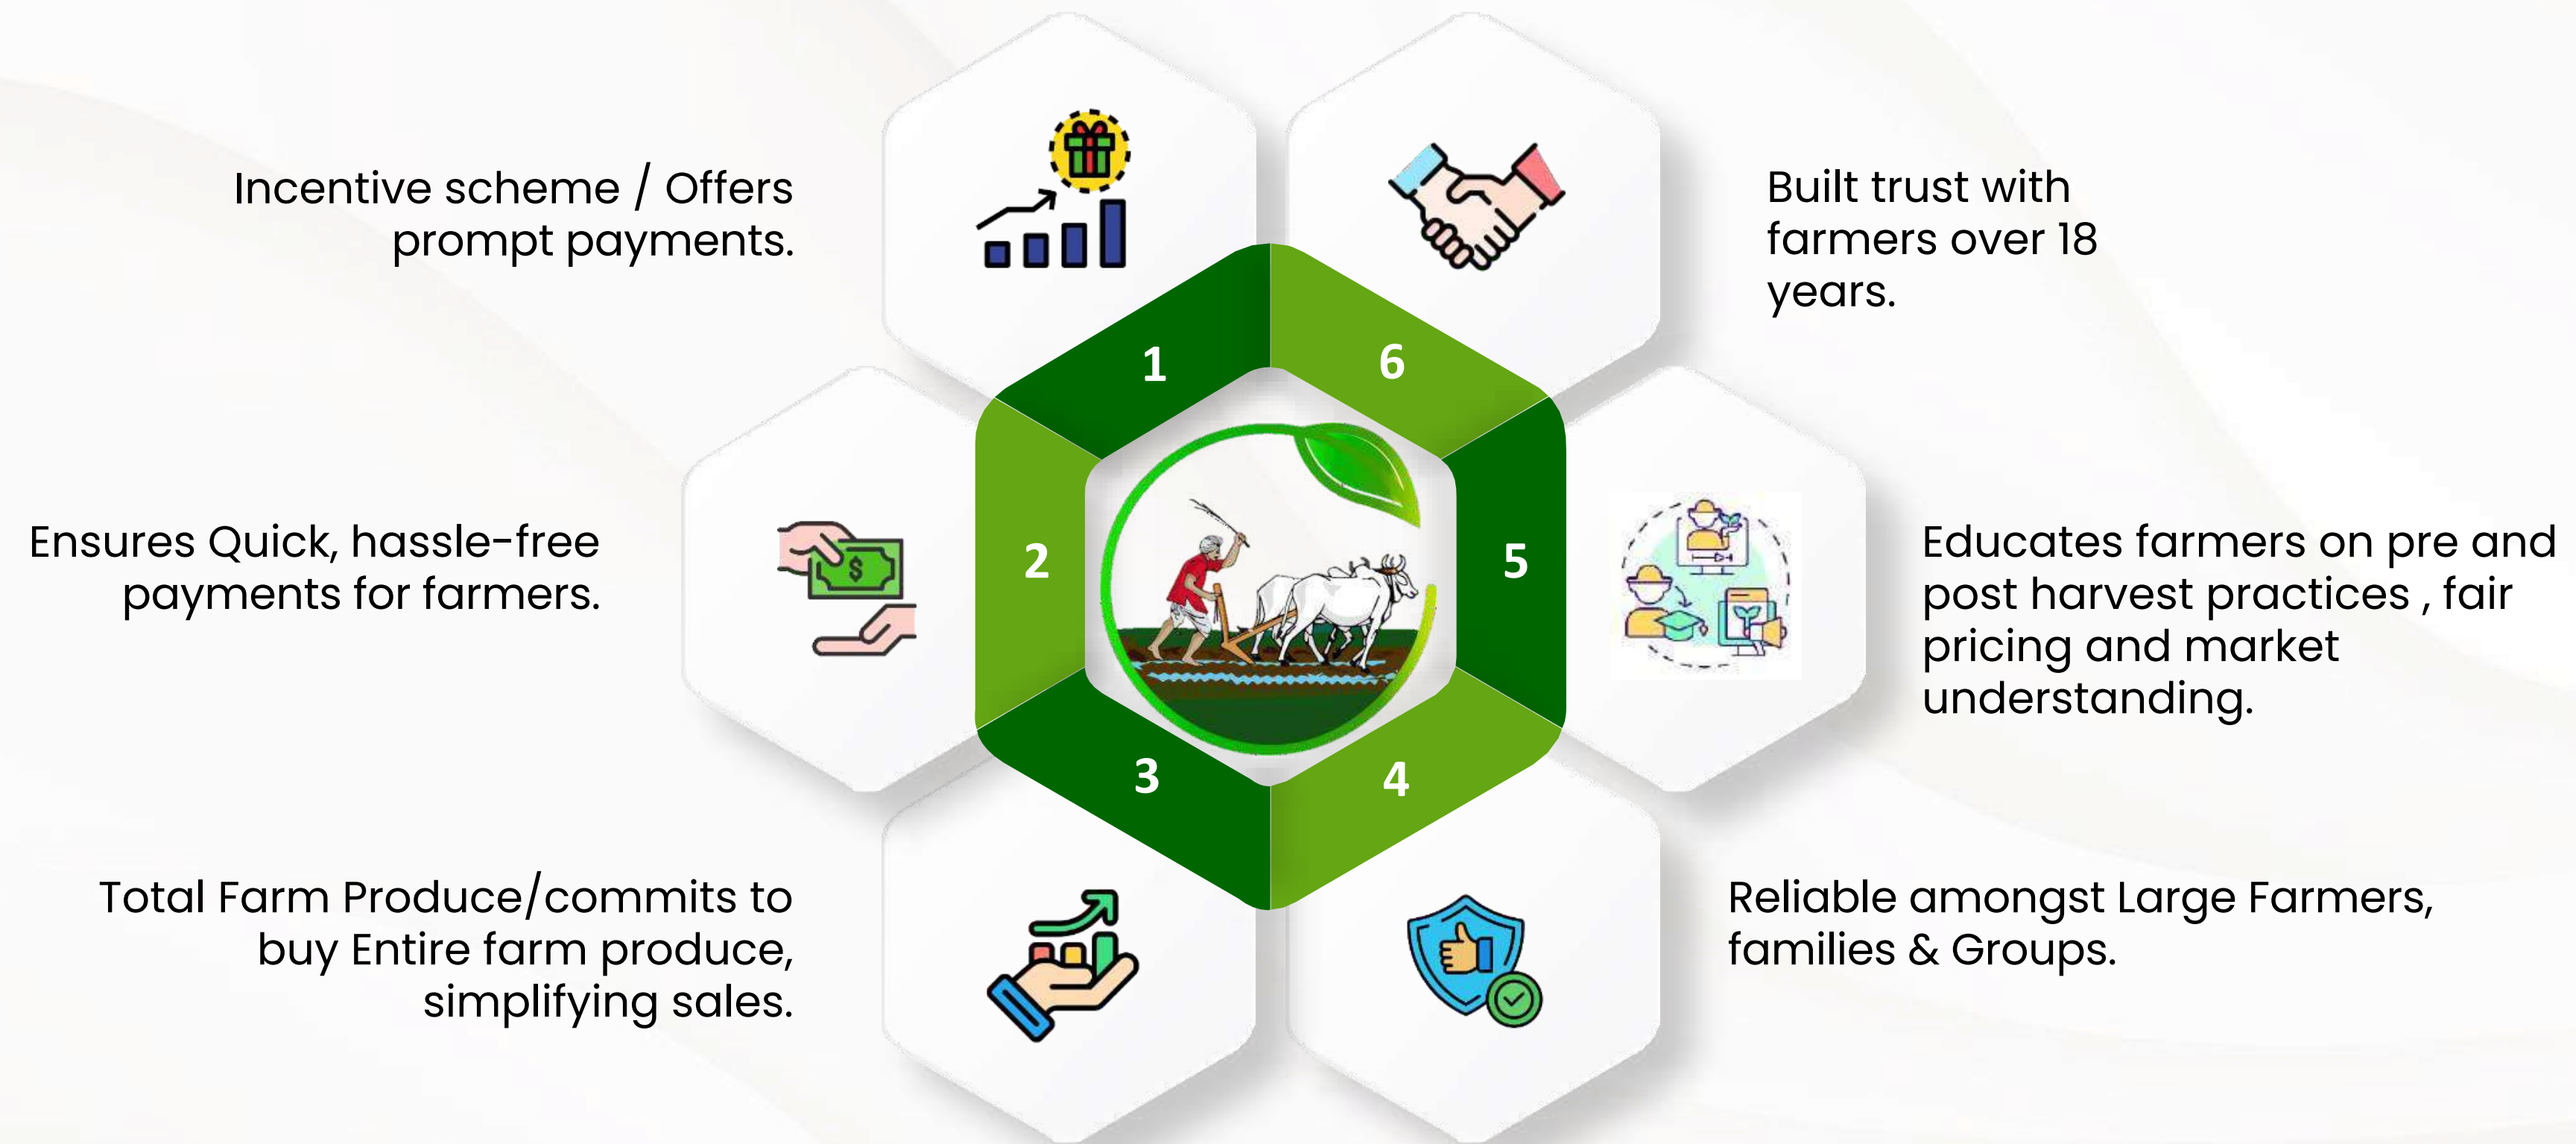 Incentive scheme / Offers
prompt payments.
1
Ensures Quick, hassle-free
payments for farmers.
2
Total Farm Produce/commits to
buy Entire farm produce,
simplifying sales.
3
4
Reliable amongst Large Farmers,
families & Groups.
5
Educates farmers on pre and
post harvest practices , fair
pricing and market
understanding.
6
Built trust with
farmers over 18
years.
$